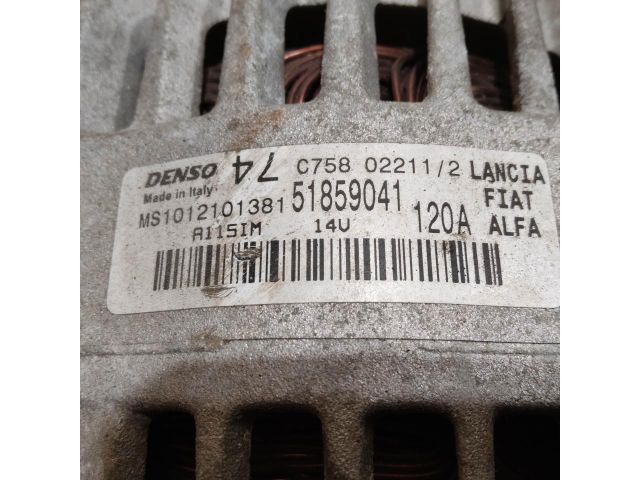 DENSO 74 C758 02211/2 LANCIA
Made in Italy FIAT
MS1012101381 51859041 120A ALFA
A115IM 14V